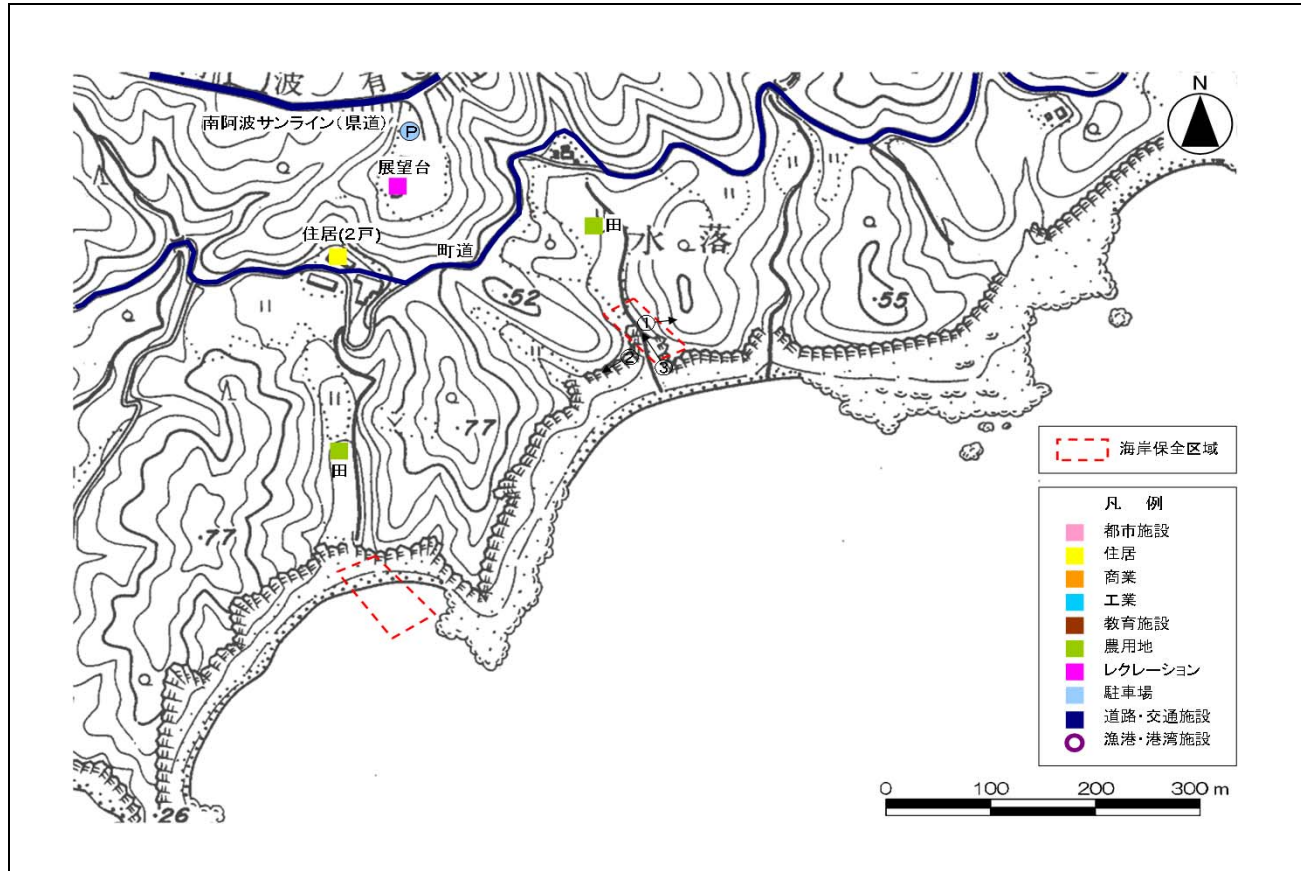 波 有
N
南阿波サンライン(県道)
P
展望台
住居(2戸)
町道
田
水 落
・52
・55
①
②
③
・77
田
・77
・26
海岸保全区域
凡 例
都市施設
住居
商業
工業
教育施設
農用地
レクレーション
駐車場
道路・交通施設
漁港・港湾施設
0 100 200 300 m